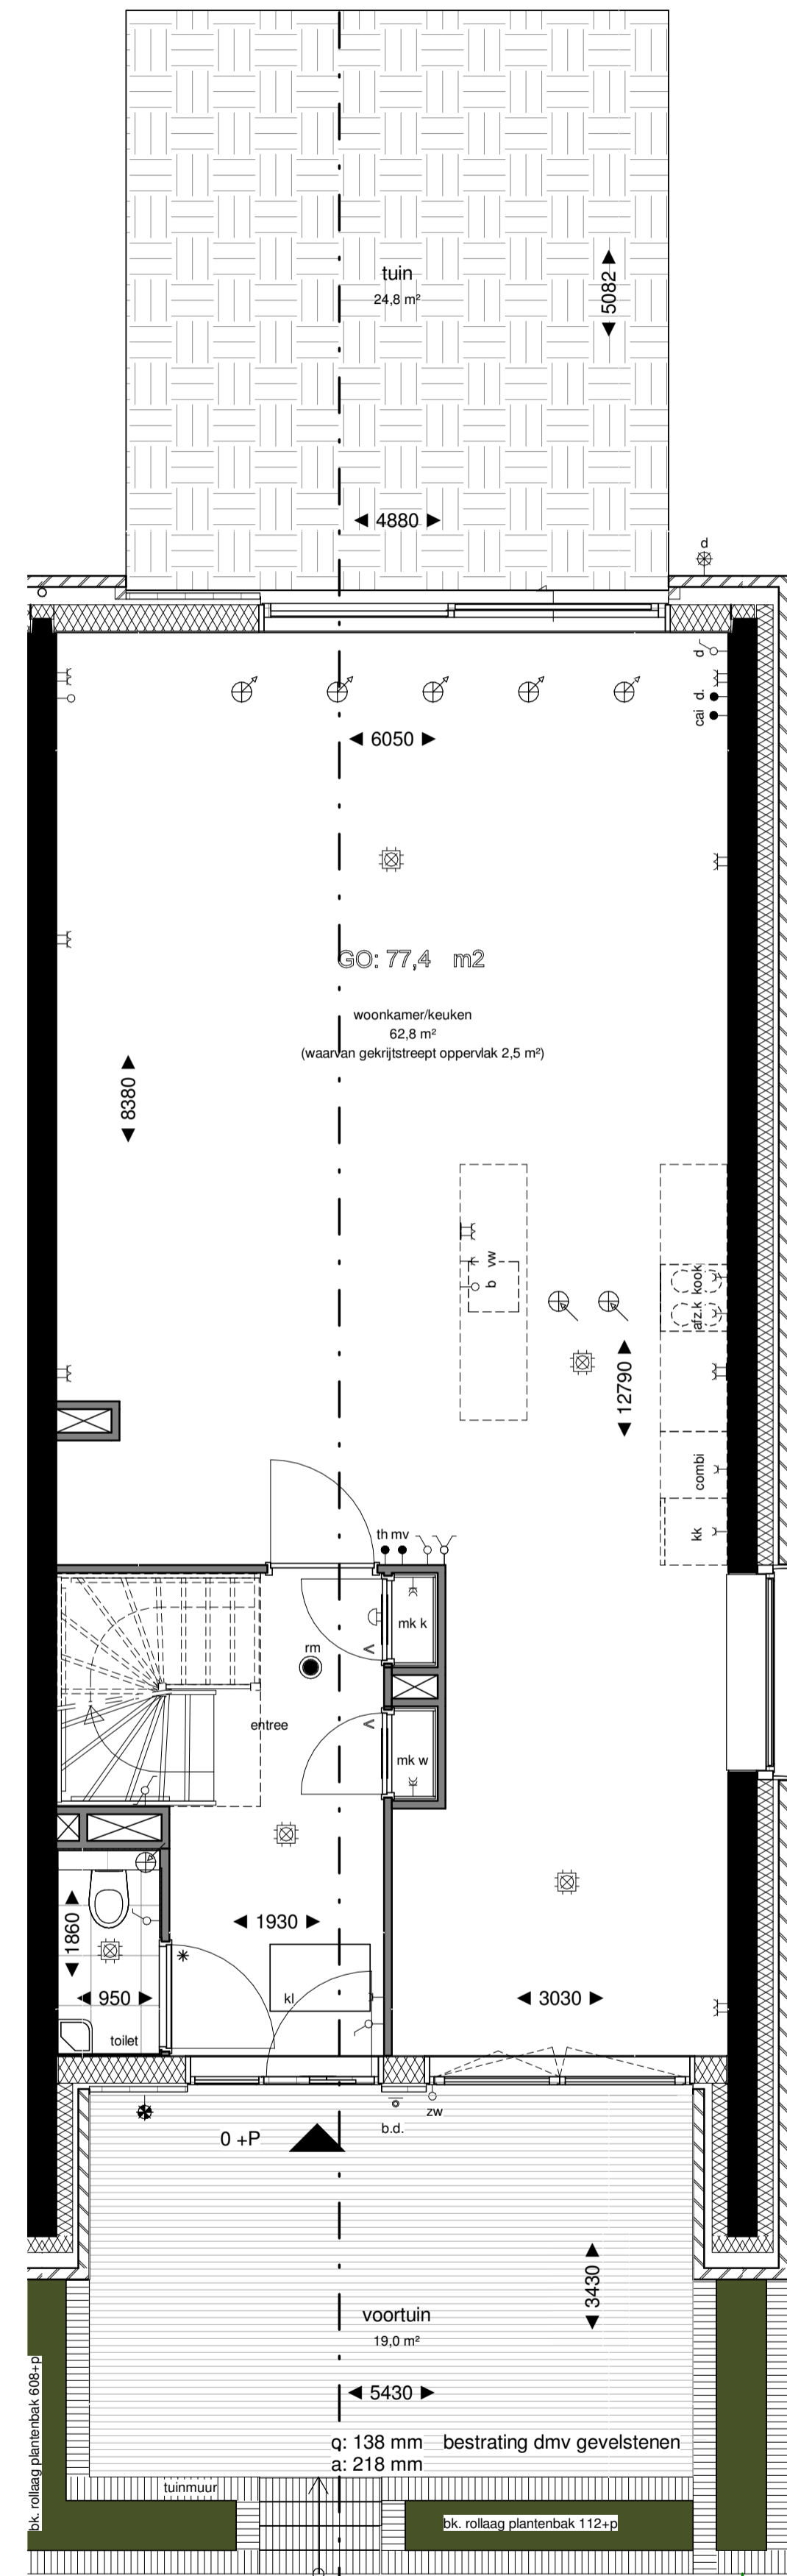 tuin
24,8 m²
5082
4880
d
d
cai d.
6050
GO: 77,4 m2
woonkamer/keuken
62,8 m²
(waarvan gekrijtstreept oppervlak 2,5 m²)
8380
b vw
afz.k kook
12790
combi
kk
th mv
mk k
rm
entree
mk w
1860
1930
950
kl
3030
toilet
zw
b.d.
0 +P
3430
voortuin
19,0 m²
5430
q: 138 mm bestrating dmv gevelstenen
a: 218 mm
tuinmuur
bk. rollaag plantenbak 608+p
bk. rollaag plantenbak 112+p